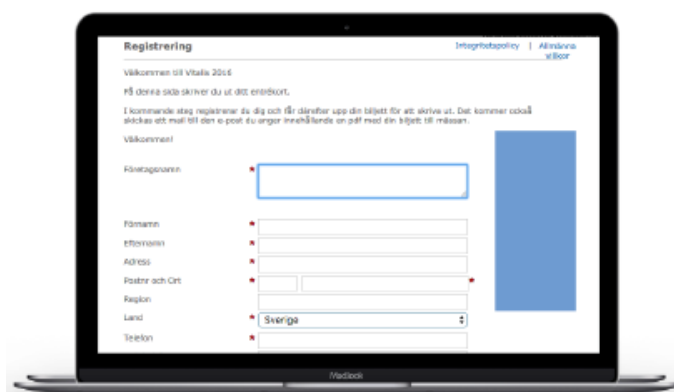 Registrering
Integritetspolicy | Allmänna
villkor
Välkommen till Vitalis 2016
På denna sida skriver du ut ditt entrékort.
I kommande steg registrerar du dig och får därefter upp din biljett för att skriva ut. Det kommer också
skickas ett mail till den e-post du anger innehållande en pdf med din biljett till mässan.
Välkommen!
Företagsnamn *
Förnamn *
Efternamn *
Adress *
Postnr och Ort * *
Region
Land * Sverige
Telefon *
MacBook